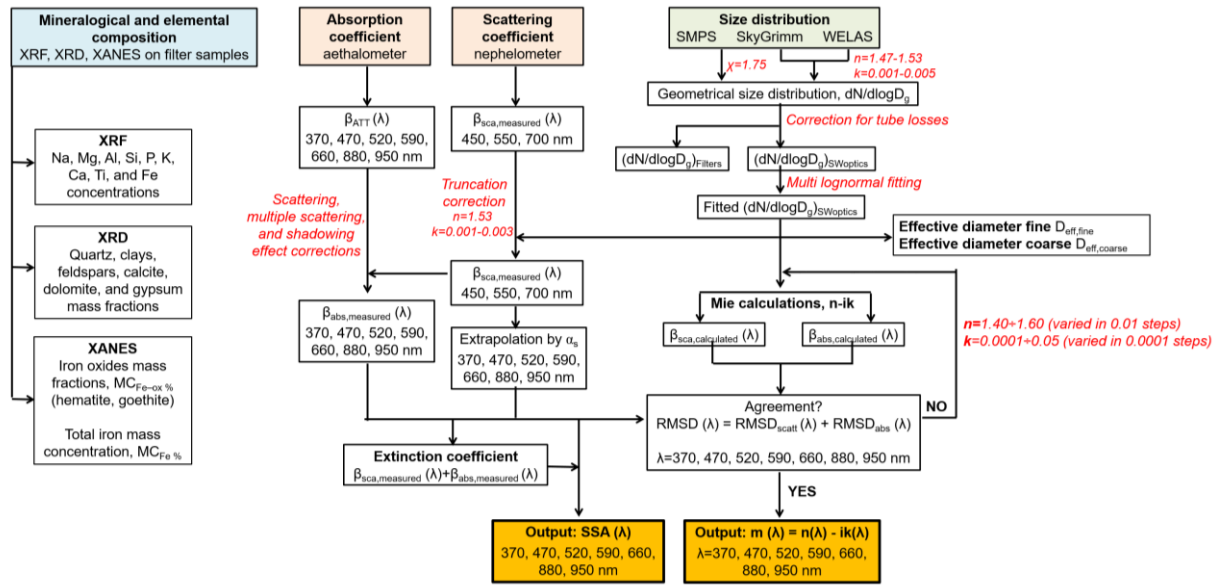 Mineralogical and elemental
composition
XRF, XRD, XANES on filter samples
XRF
Na, Mg, Al, Si, P, K,
Ca, Ti, and Fe
concentrations
XRD
Quartz, clays,
feldspars, calcite,
dolomite, and gypsum
mass fractions
XANES
Iron oxides mass
fractions, MC_Fe–ox %
(hematite, goethite)
Total iron mass
concentration, MC_Fe %
Absorption
coefficient
aethalometer
β_ATT (λ)
370, 470, 520, 590,
660, 880, 950 nm
Scattering,
multiple scattering,
and shadowing
effect corrections
β_abs,measured (λ)
370, 470, 520, 590,
660, 880, 950 nm
Scattering
coefficient
nephelometer
β_sca,measured (λ)
450, 550, 700 nm
Truncation
correction
n=1.53
k=0.001-0.003
β_sca,measured (λ)
450, 550, 700 nm
Extrapolation by α_s
370, 470, 520, 590,
660, 880, 950 nm
Extinction coefficient
β_sca,measured (λ)+β_abs,measured (λ)
Output: SSA (λ)
370, 470, 520, 590, 660,
880, 950 nm
Size distribution
SMPS SkyGrimm WELAS
χ=1.75
n=1.47-1.53
k=0.001-0.005
Geometrical size distribution, dN/dlogD_g
Correction for tube losses
(dN/dlogD_g)_Filters
(dN/dlogD_g)_SWoptics
Multi lognormal fitting
Fitted (dN/dlogD_g)_SWoptics
Effective diameter fine D_eff,fine
Effective diameter coarse D_eff,coarse
Mie calculations, n-ik
β_sca,calculated (λ)
β_abs,calculated (λ)
n=1.40÷1.60 (varied in 0.01 steps)
k=0.0001÷0.05 (varied in 0.0001 steps)
Agreement?
RMSD (λ) = RMSD_scatt (λ) + RMSD_abs (λ)
λ=370, 470, 520, 590, 660, 880, 950 nm
NO
YES
Output: m (λ) = n(λ) - ik(λ)
λ=370, 470, 520, 590, 660,
880, 950 nm